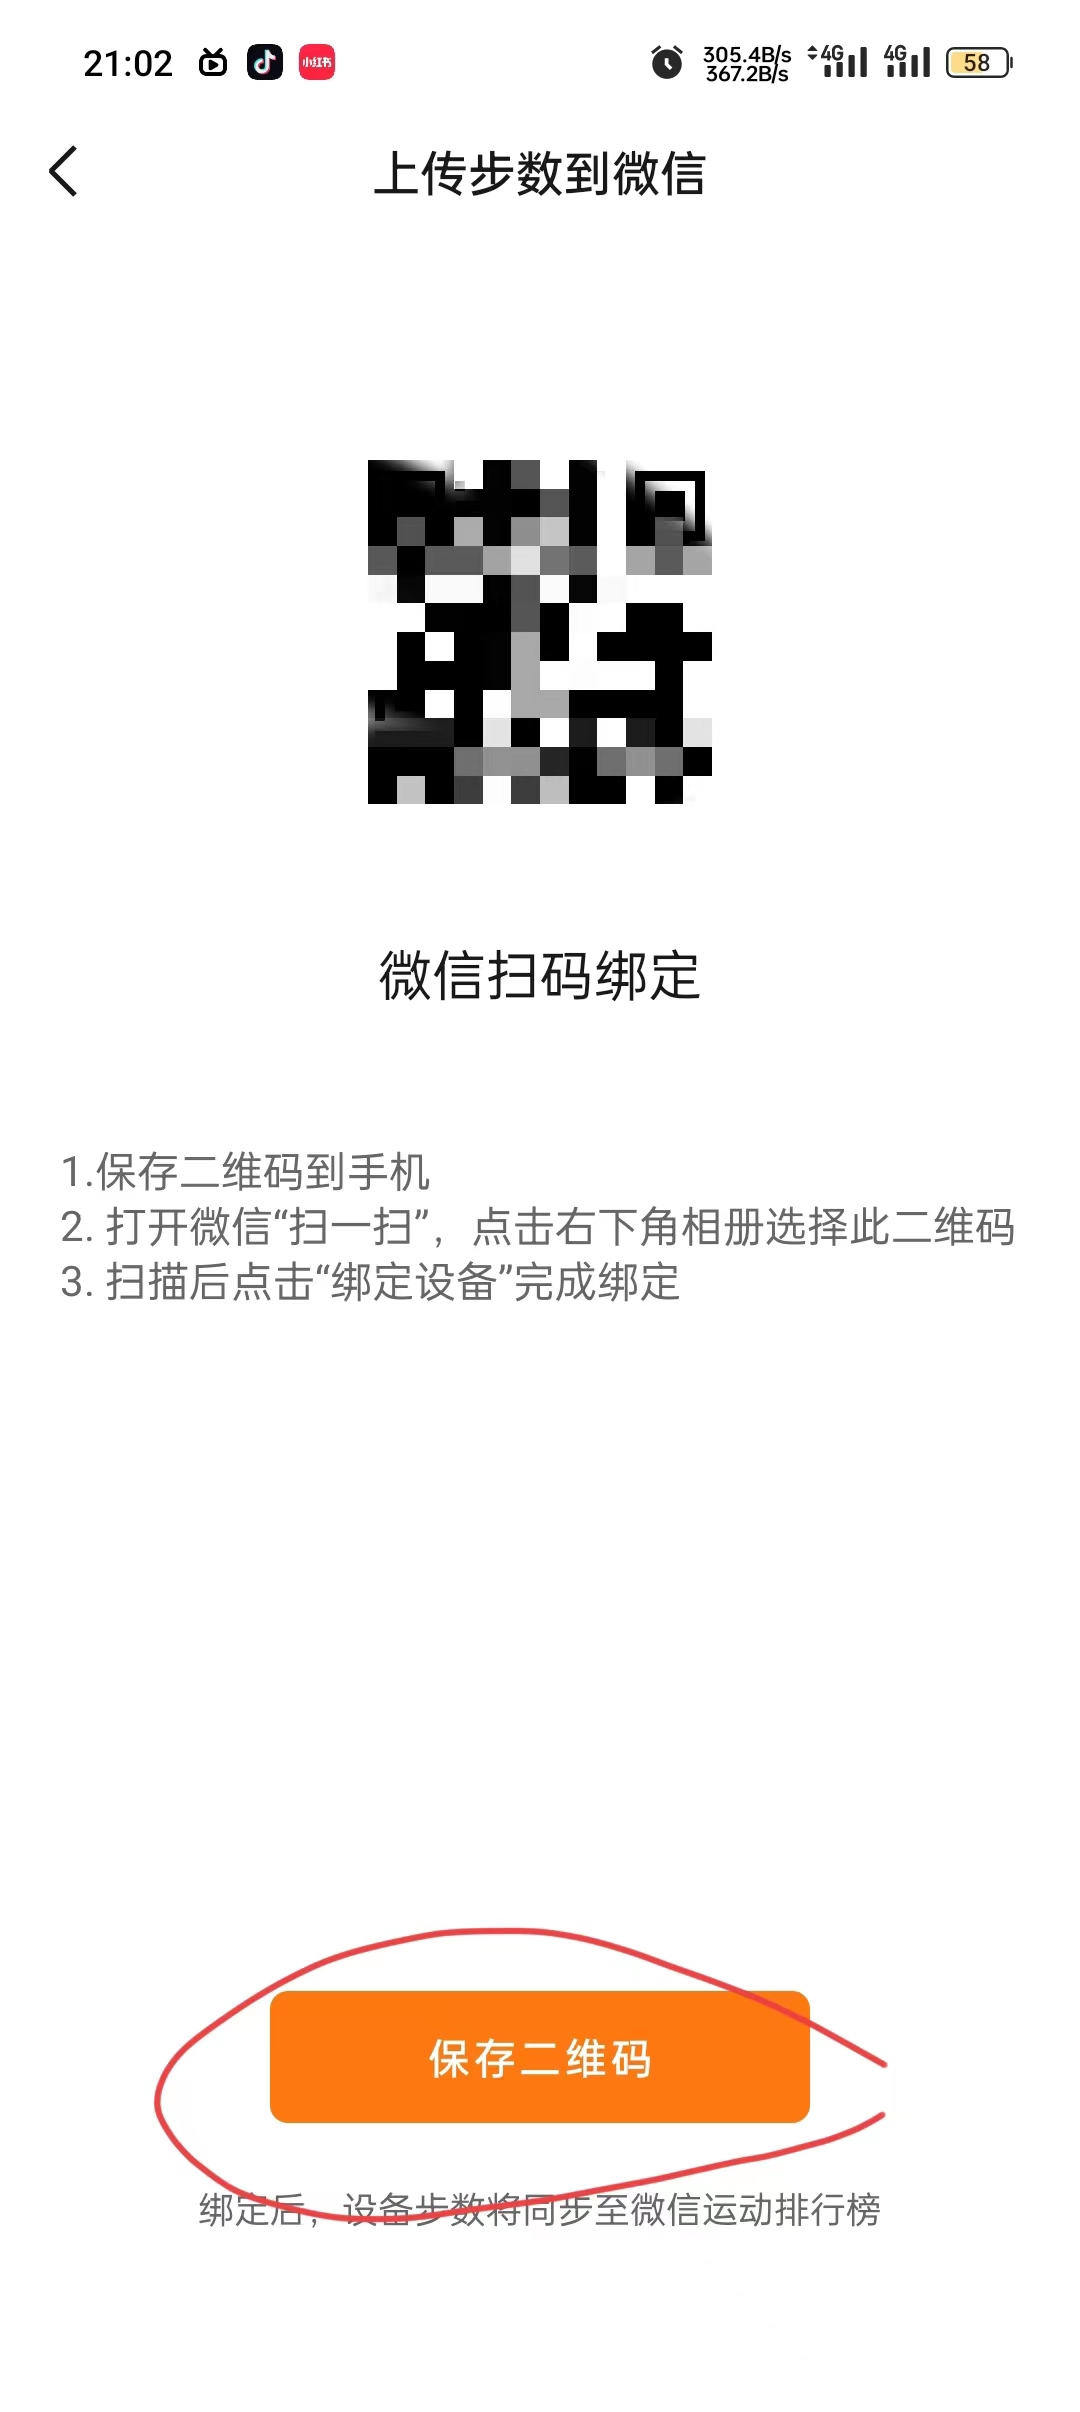 21:02
小红书
305.4B/s
367.2B/s
4G
4G
58
上传步数到微信
微信扫码绑定
1.保存二维码到手机
2. 打开微信“扫一扫”，点击右下角相册选择此二维码
3. 扫描后点击“绑定设备”完成绑定
保存二维码
绑定后，设备步数将同步至微信运动排行榜